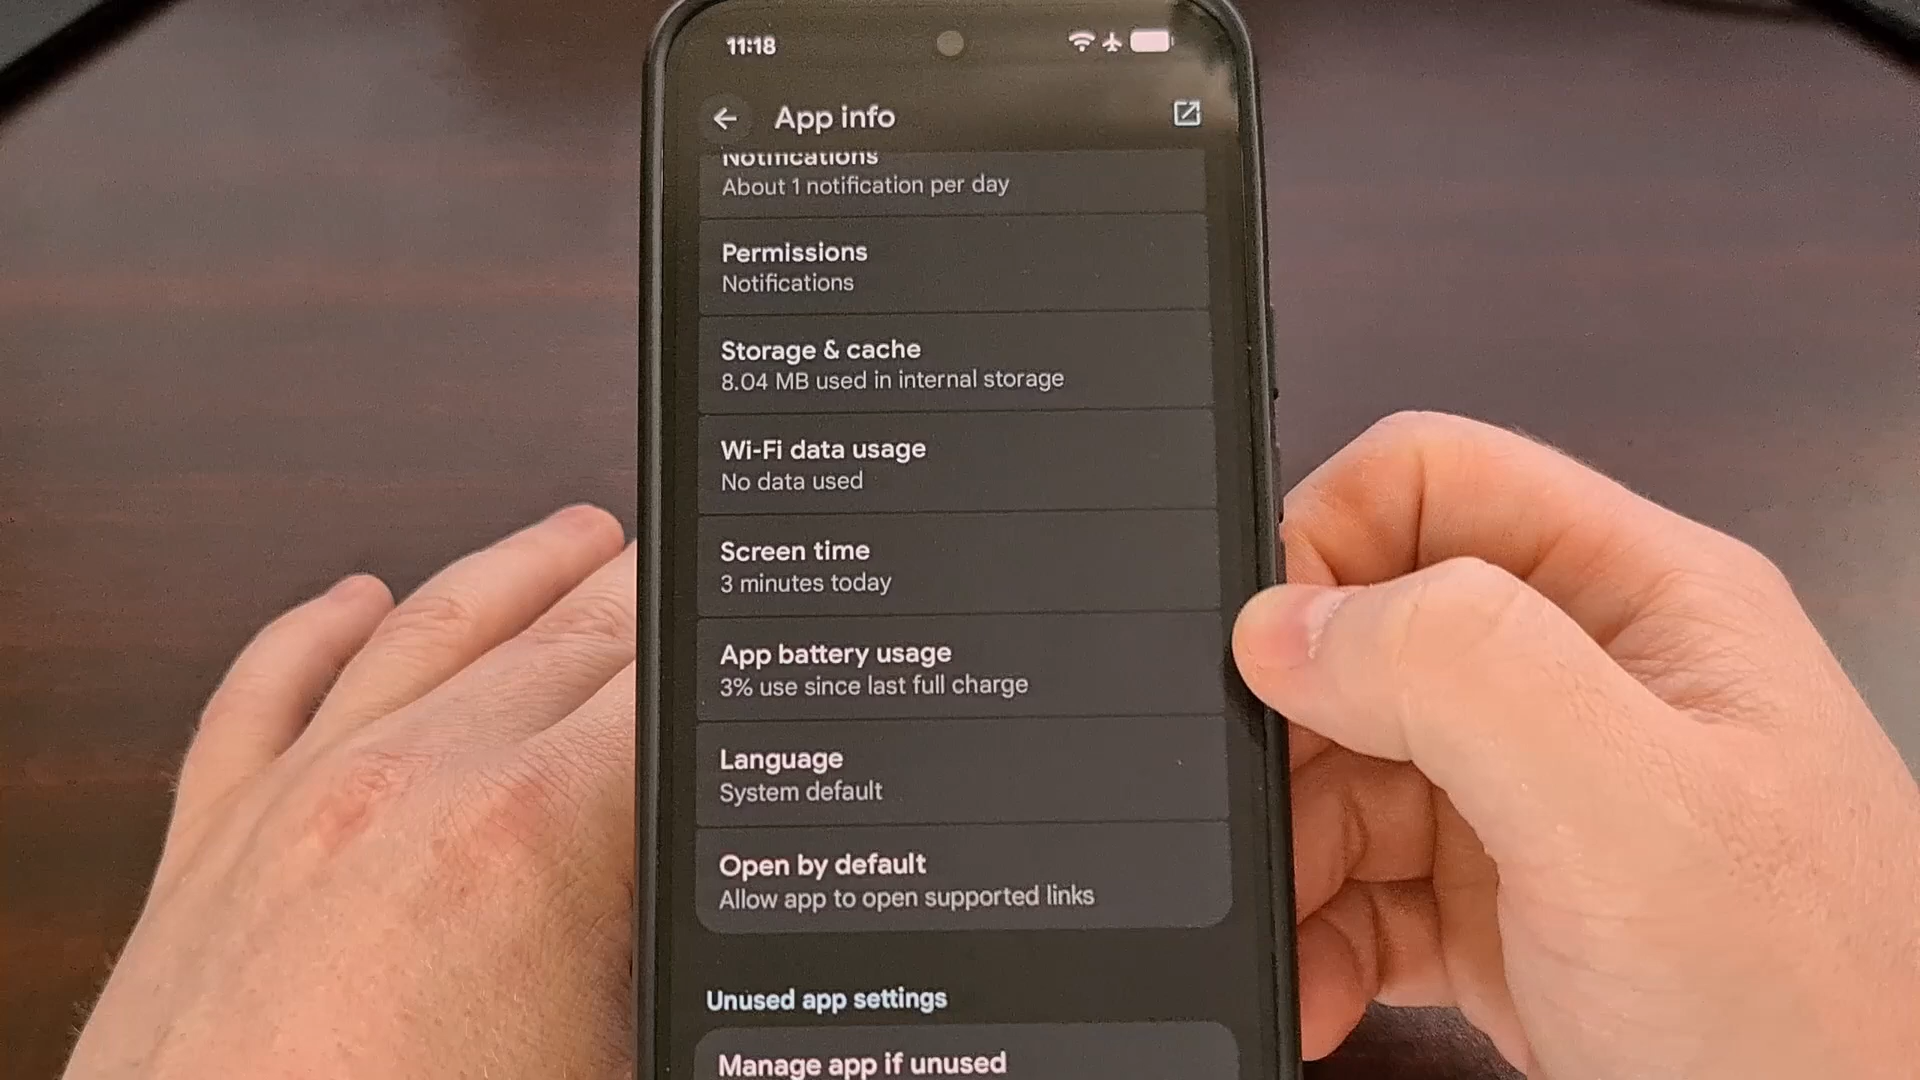 11:18
App info
Notifications
About 1 notification per day
Permissions
Notifications
Storage & cache
8.04 MB used in internal storage
Wi-Fi data usage
No data used
Screen time
3 minutes today
App battery usage
3% use since last full charge
Language
System default
Open by default
Allow app to open supported links
Unused app settings
Manage app if unused